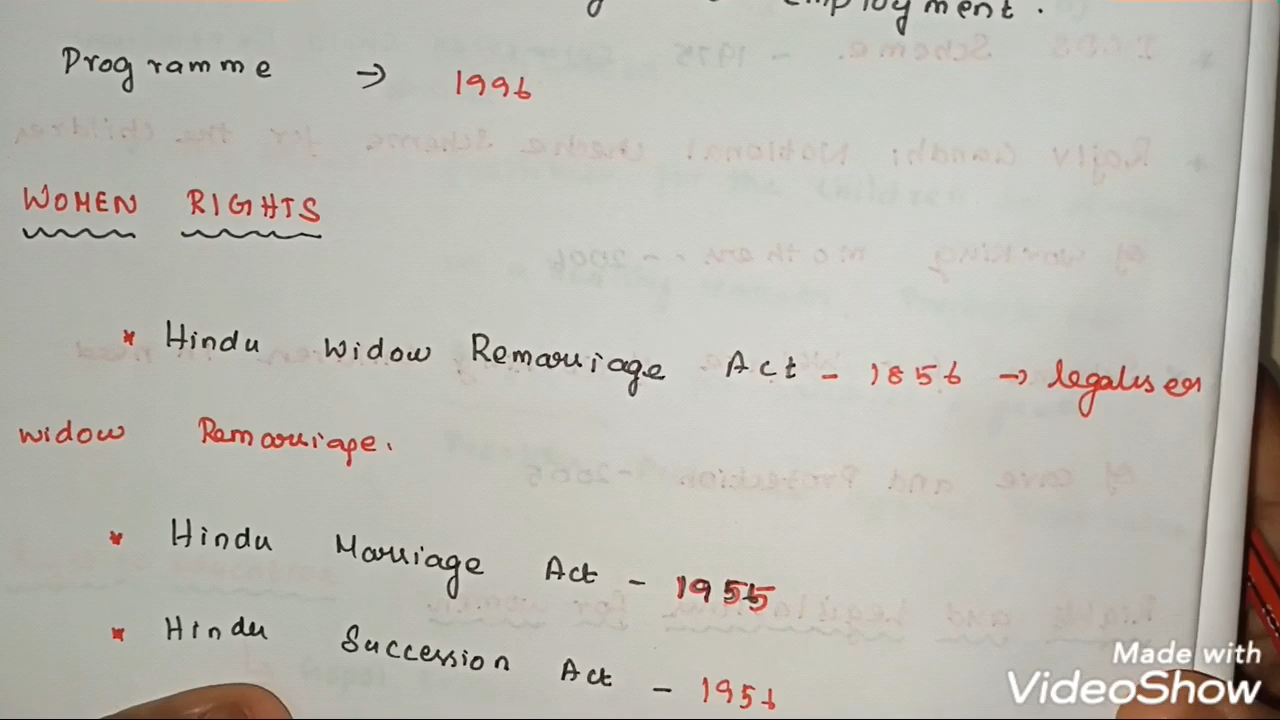 employment.
Programme → 1996
WOMEN RIGHTS
* Hindu Widow Remarriage Act - 1856 → legalises
widow Remarriage.
* Hindu Marriage Act - 1955
* Hindu Succession Act - 1956
Made with
VideoShow